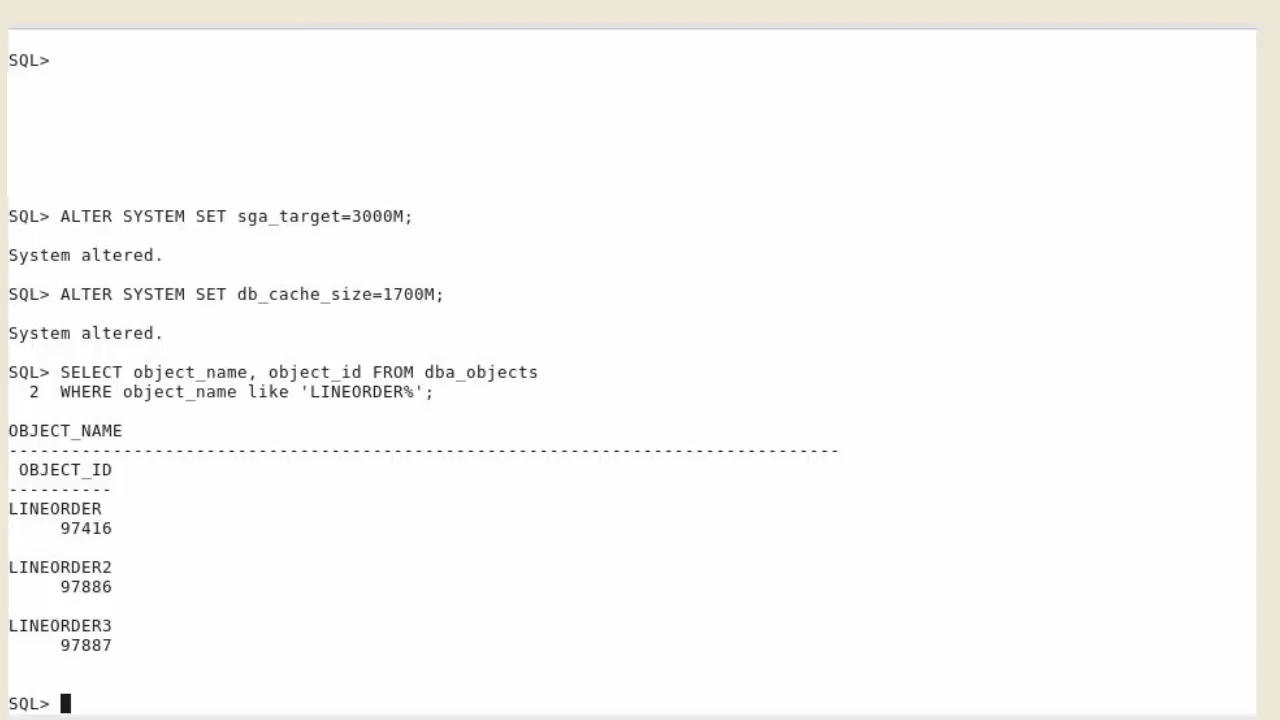 SQL>
SQL> ALTER SYSTEM SET sga_target=3000M;
System altered.
SQL> ALTER SYSTEM SET db_cache_size=1700M;
System altered.
SQL> SELECT object_name, object_id FROM dba_objects
  2  WHERE object_name like 'LINEORDER%';
OBJECT_NAME
--------------------------------------------------------------------------------
 OBJECT_ID
----------
LINEORDER
     97416
LINEORDER2
     97886
LINEORDER3
     97887
SQL>